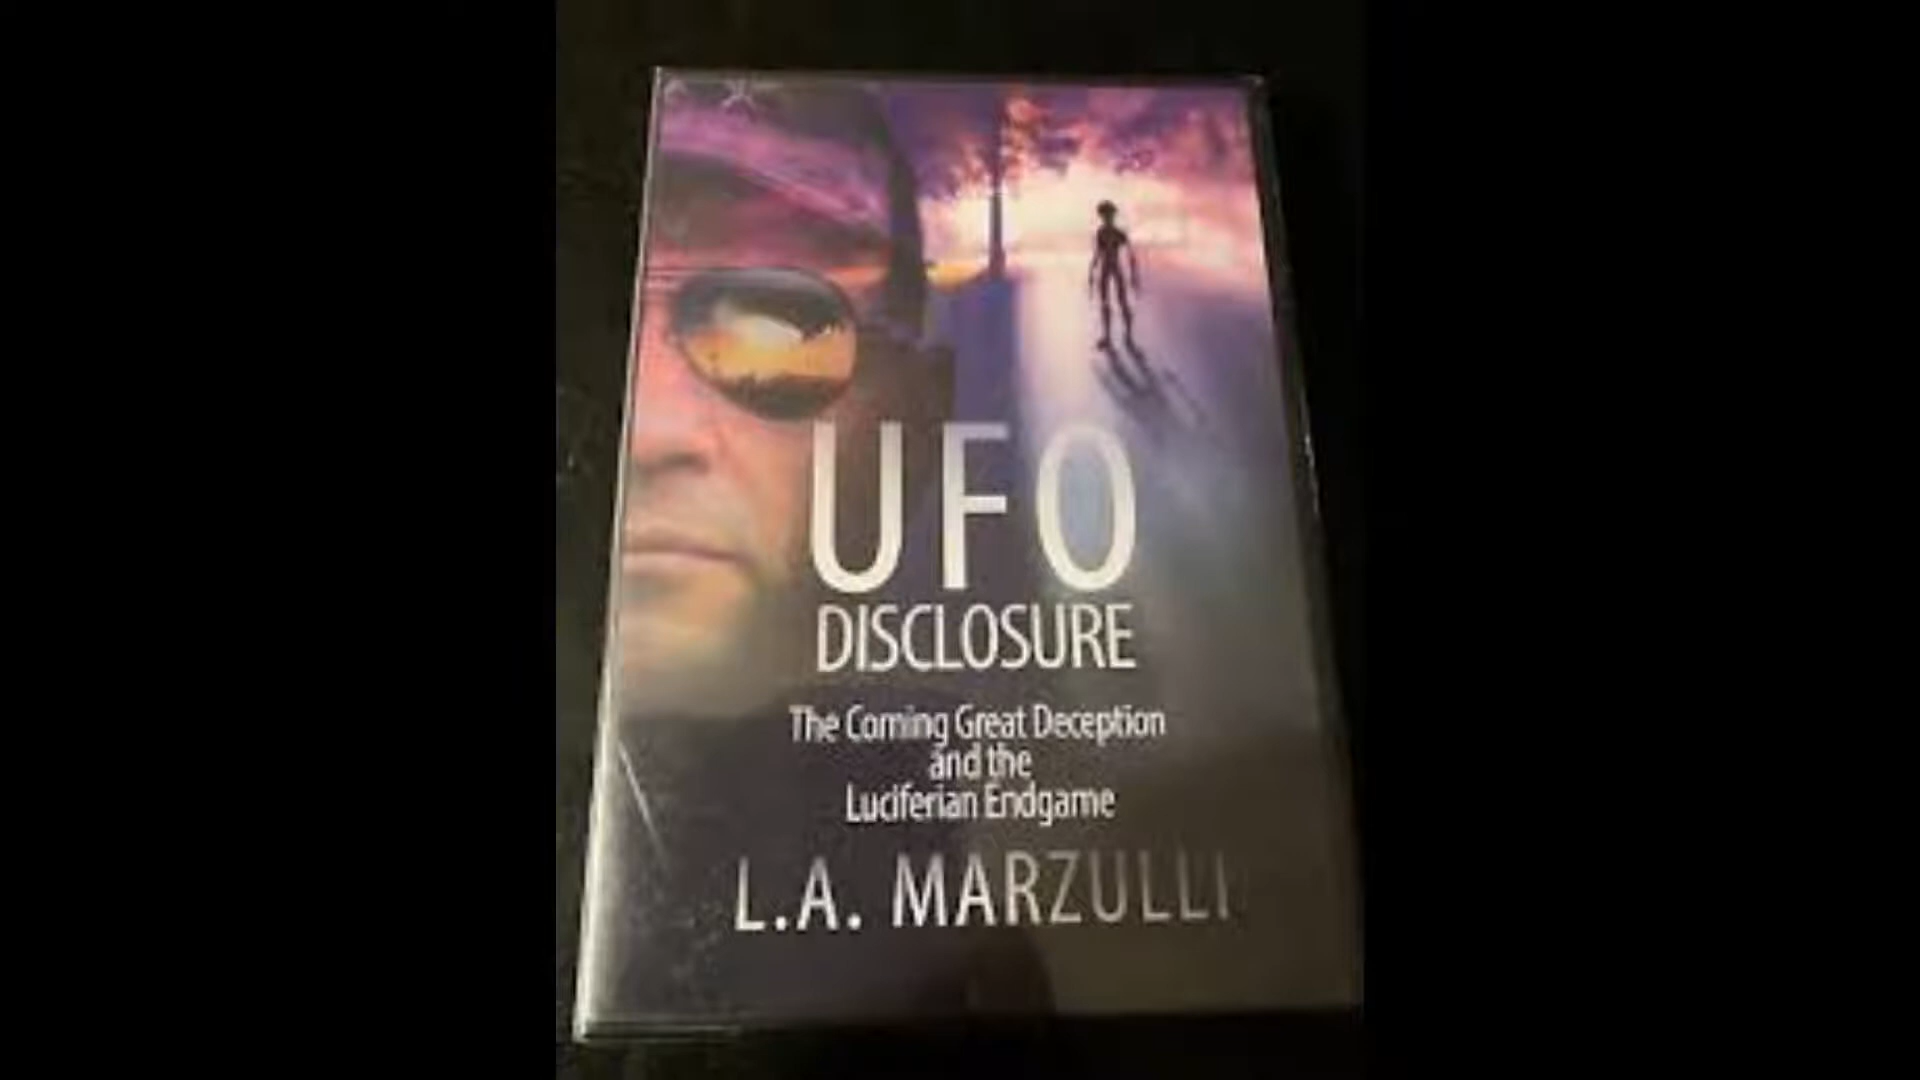 UFO
DISCLOSURE
The Coming Great Deception
and the
Luciferian Endgame
L.A. MARZULLI